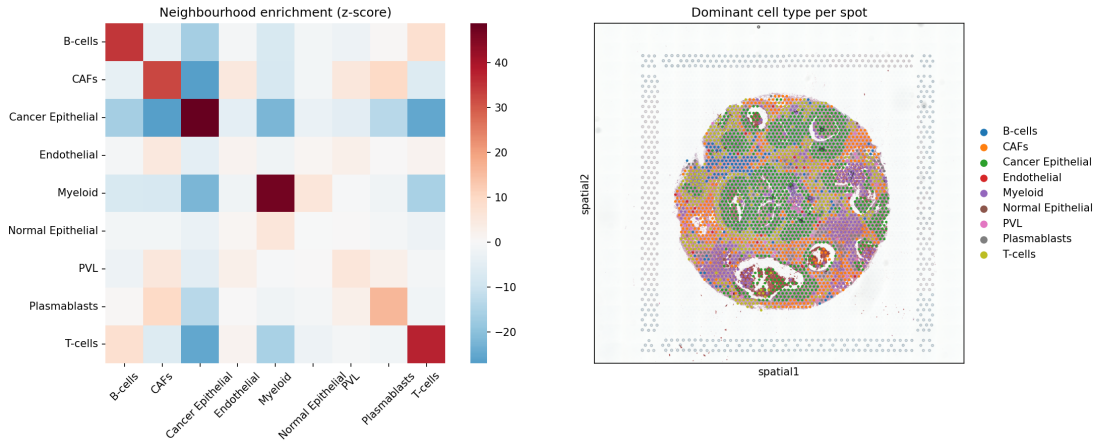 Neighbourhood enrichment (z-score)
B-cells
CAFs
Cancer Epithelial
Endothelial
Myeloid
Normal Epithelial
PVL
Plasmablasts
T-cells
B-cells
CAFs
Cancer Epithelial
Endothelial
Myeloid
Normal Epithelial
PVL
Plasmablasts
T-cells
40
30
20
10
0
−10
−20
Dominant cell type per spot
spatial2
spatial1
B-cells
CAFs
Cancer Epithelial
Endothelial
Myeloid
Normal Epithelial
PVL
Plasmablasts
T-cells